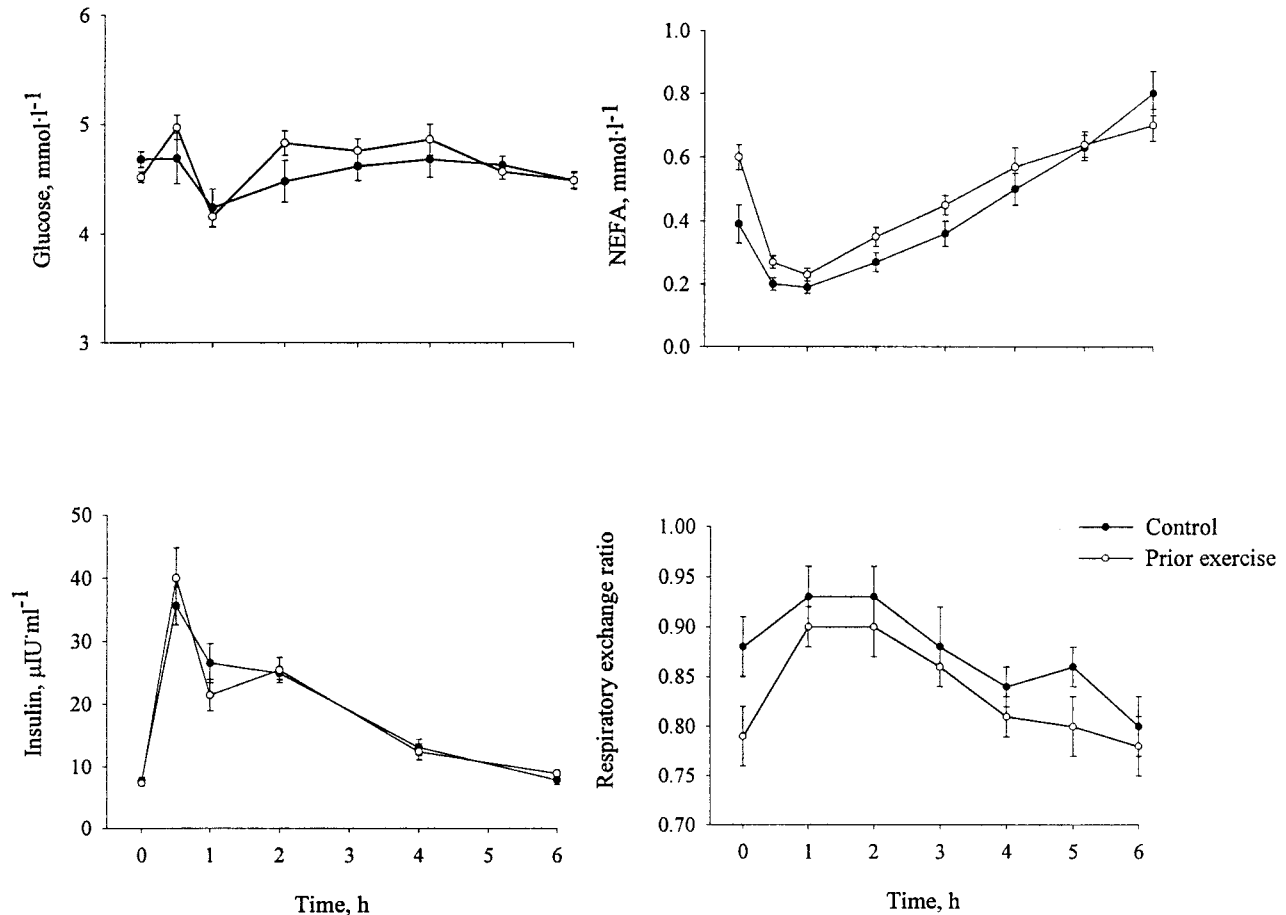 Glucose, mmol·l-1
6
5
4
3
NEFA, mmol·l-1
1.0
0.8
0.6
0.4
0.2
0.0
Insulin, µIU·ml-1
50
40
30
20
10
0
0 1 2 3 4 5 6
Time, h
Respiratory exchange ratio
1.00
0.95
0.90
0.85
0.80
0.75
0.70
0 1 2 3 4 5 6
Time, h
Control
Prior exercise